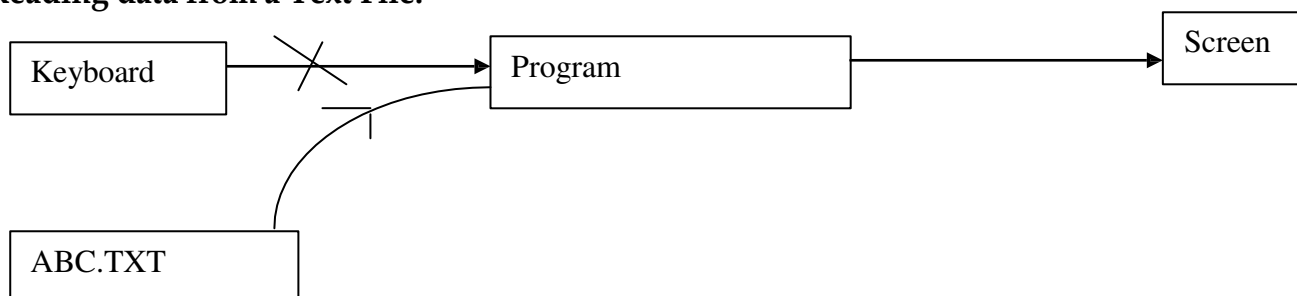 Reading data from a Text File:
Keyboard
Program
Screen
ABC.TXT